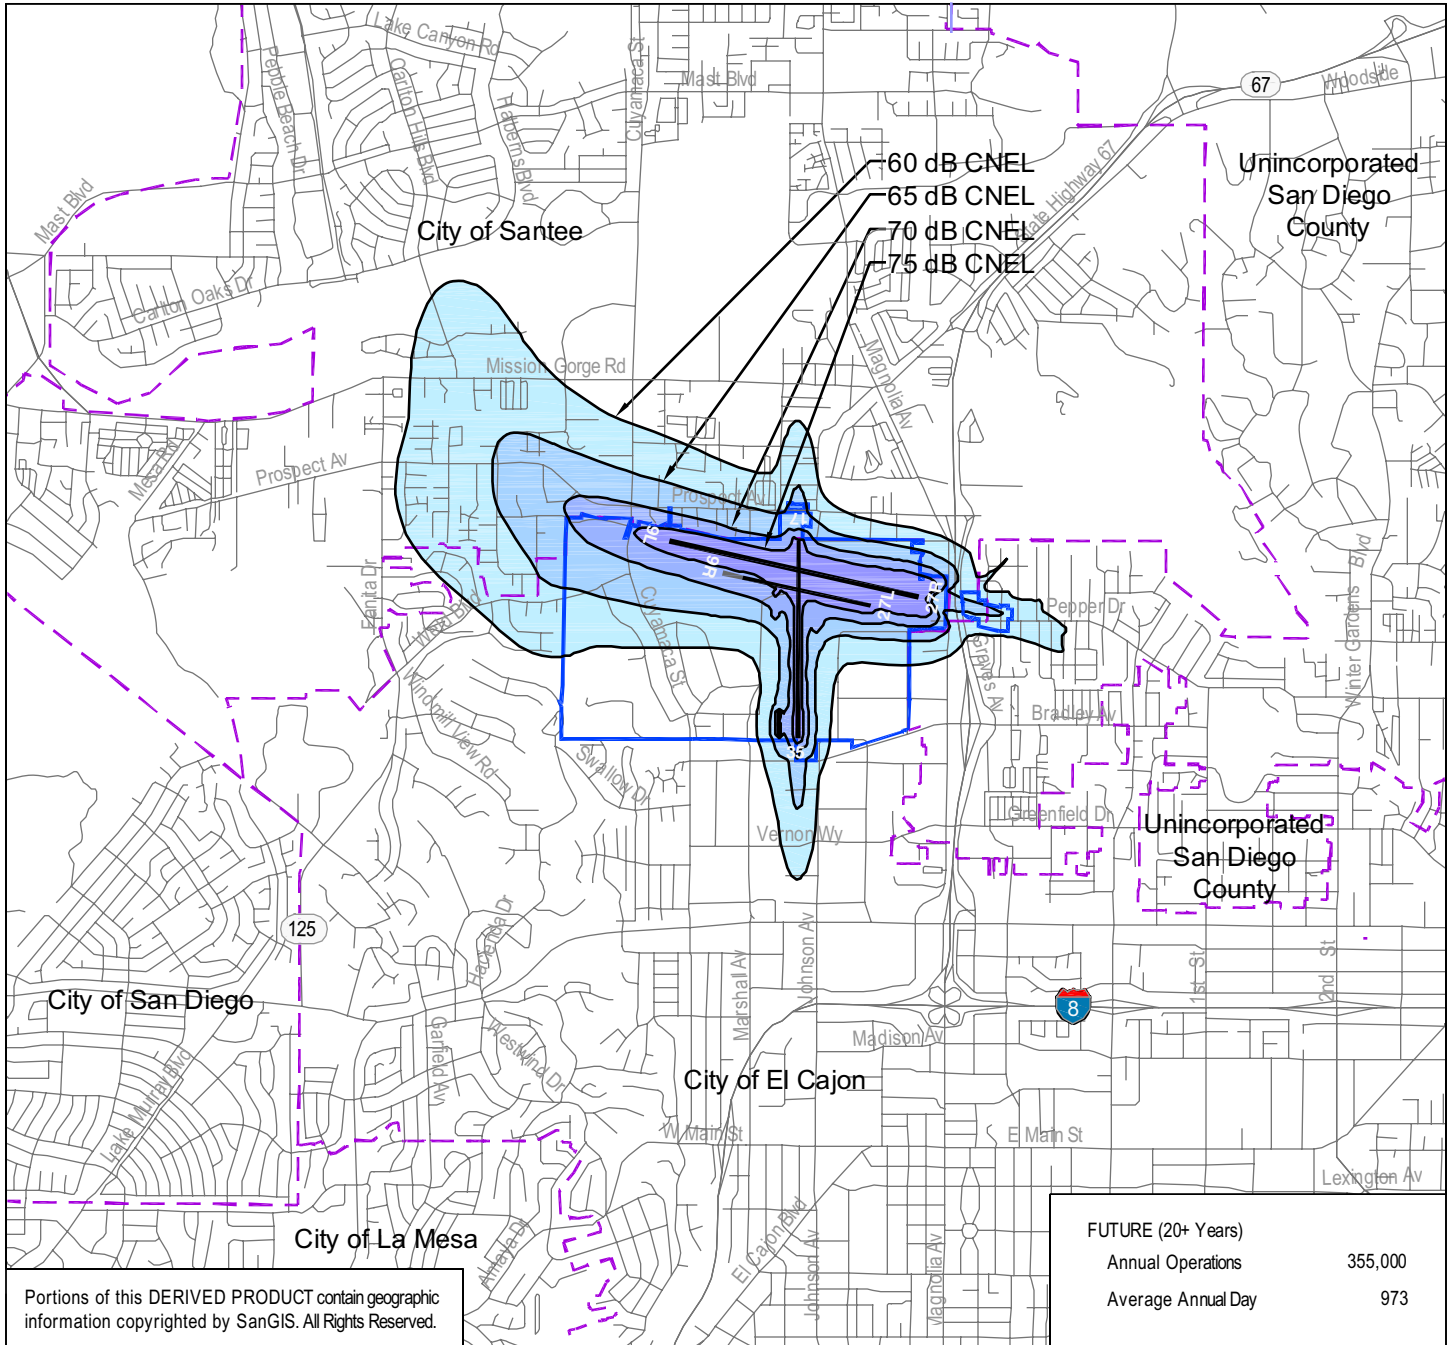 Lake Canyon Rd
Pebble Beach Dr
Carlton Hills Blvd
Halberns Blvd
Cuyamaca St
Mast Blvd
67
Woodside
60 dB CNEL
65 dB CNEL
70 dB CNEL
75 dB CNEL
State Highway 67
Unincorporated
San Diego
County
Mast Blvd
City of Santee
Carlton Oaks Dr
Mission Gorge Rd
Magnolia Av
Mesa Rd
Prospect Av
Prospect Av
17
9L
9R
27L
27R
35
Fanita Dr
Weld Blvd
Cuyamaca St
Pepper Dr
Graves Av
Winter Gardens Blvd
Windmill View Rd
Bradley Av
Swallow Dr
Vernon Wy
Greenfield Dr
Unincorporated
San Diego
County
125
Hacienda Dr
Marshall Av
Johnson Av
1st St
2nd St
City of San Diego
8
Garfield Av
Westwind Dr
Madison Av
Lake Murray Blvd
City of El Cajon
W Main St
E Main St
Lexington Av
City of La Mesa
Amaya Dr
El Cajon Blvd
Johnson Av
Magnolia Av
FUTURE (20+ Years)
Annual Operations 355,000
Average Annual Day 973
Portions of this DERIVED PRODUCT contain geographic
information copyrighted by SanGIS. All Rights Reserved.